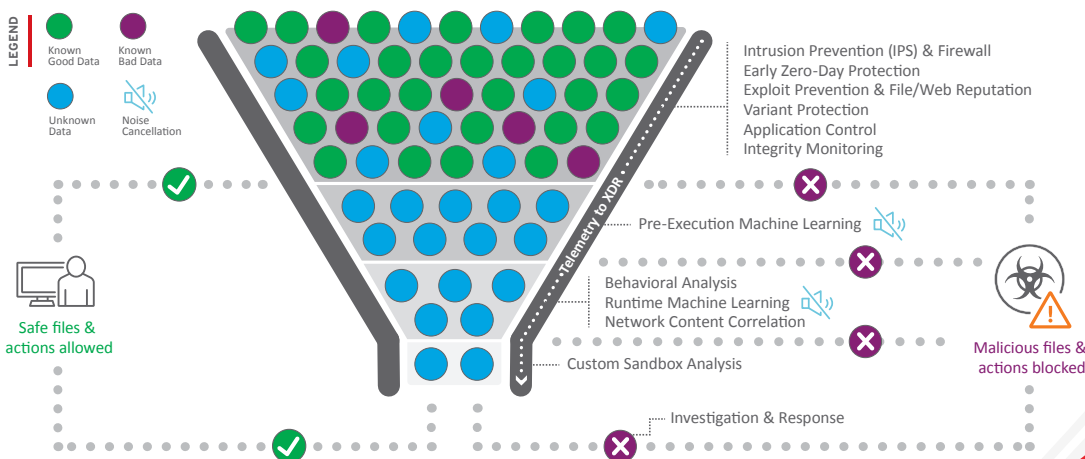 LEGEND
Known
Good Data
Known
Bad Data
Unknown
Data
Noise
Cancellation
Intrusion Prevention (IPS) & Firewall
Early Zero-Day Protection
Exploit Prevention & File/Web Reputation
Variant Protection
Application Control
Integrity Monitoring
Telemetry to XDR
Pre-Execution Machine Learning
Behavioral Analysis
Runtime Machine Learning
Network Content Correlation
Safe files &
actions allowed
Malicious files &
actions blocked
Custom Sandbox Analysis
Investigation & Response